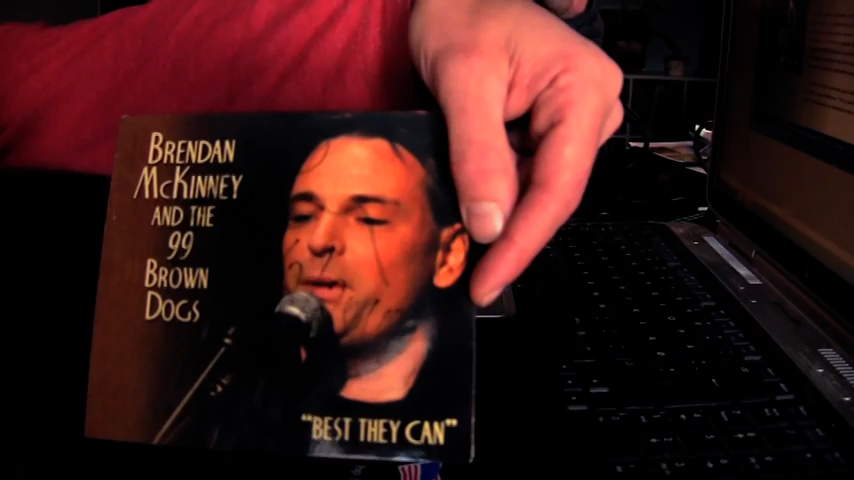 BRENDAN
MCKINNEY
AND THE
99
BROWN
DOGS
"BEST THEY CAN"